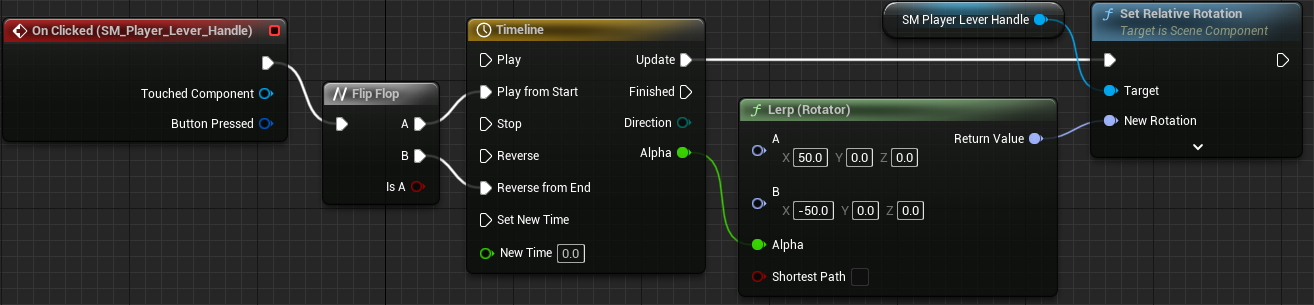 On Clicked (SM_Player_Lever_Handle)
Touched Component
Button Pressed
Flip Flop
A
B
Is A
Timeline
Play
Update
Play from Start
Finished
Stop
Direction
Reverse
Alpha
Reverse from End
Set New Time
New Time 0.0
Lerp (Rotator)
A
Return Value
X 50.0 Y 0.0 Z 0.0
B
X -50.0 Y 0.0 Z 0.0
Alpha
Shortest Path
SM Player Lever Handle
Set Relative Rotation
Target is Scene Component
Target
New Rotation